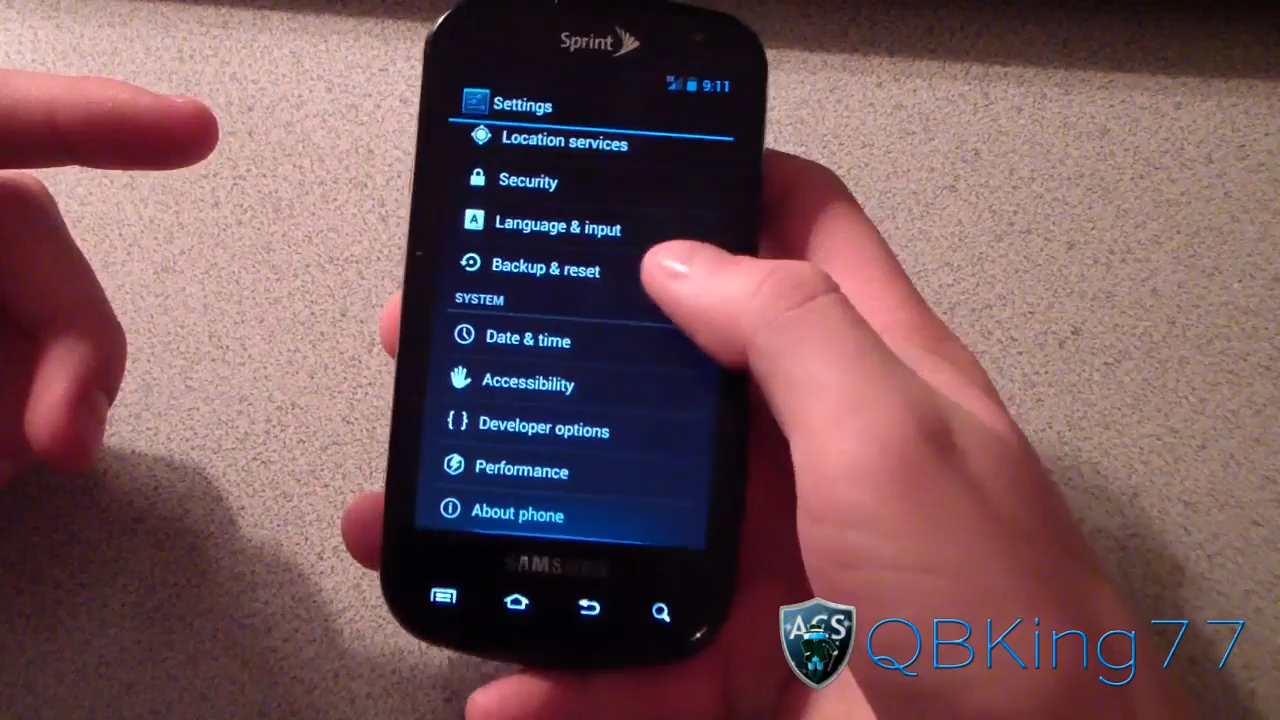 Sprint
9:11
Settings
Location services
Security
A Language & input
Backup & reset
SYSTEM
Date & time
Accessibility
{ } Developer options
Performance
About phone
SAMSUNG
ACS
QBKing77